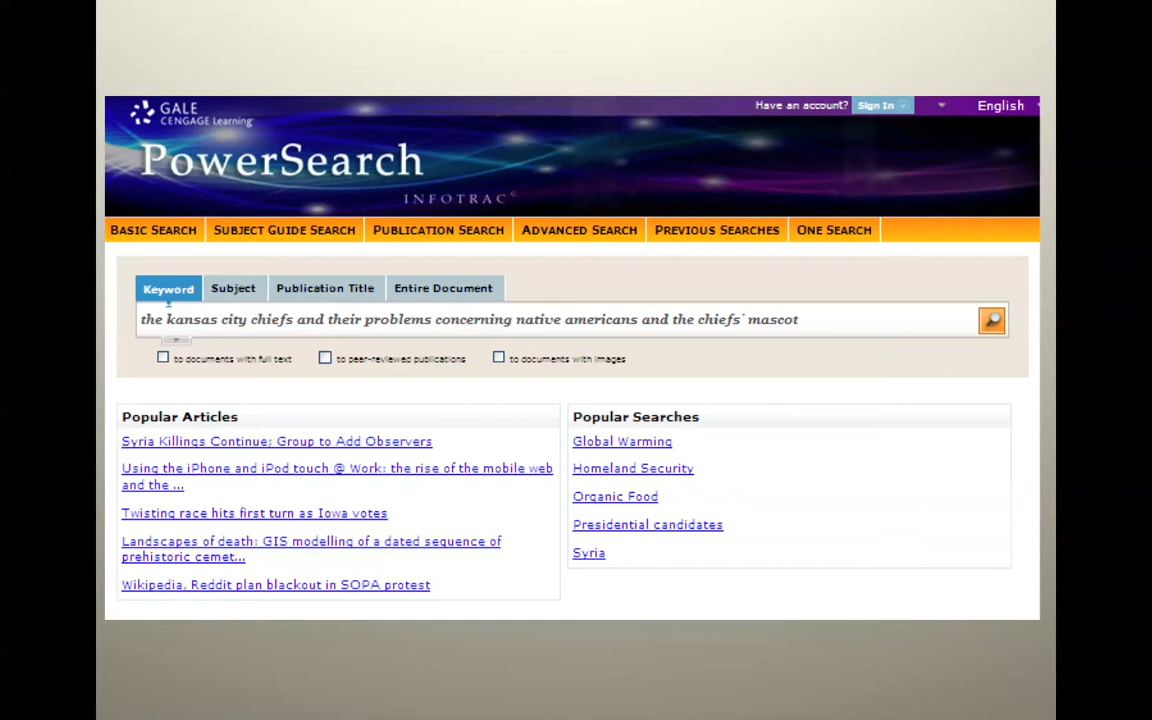 GALE
CENGAGE Learning
Have an account? Sign In English
PowerSearch
INFOTRAC©
BASIC SEARCH SUBJECT GUIDE SEARCH PUBLICATION SEARCH ADVANCED SEARCH PREVIOUS SEARCHES ONE SEARCH
Keyword Subject Publication Title Entire Document
the kansas city chiefs and their problems concerning native americans and the chiefs' mascot
to documents with full text to peer-reviewed publications to documents with images
Popular Articles
Syria Killings Continue; Group to Add Observers
Using the iPhone and iPod touch @ Work: the rise of the mobile web
and the ...
Twisting race hits first turn as Iowa votes
Landscapes of death: GIS modelling of a dated sequence of
prehistoric cemet...
Wikipedia, Reddit plan blackout in SOPA protest
Popular Searches
Global Warming
Homeland Security
Organic Food
Presidential candidates
Syria